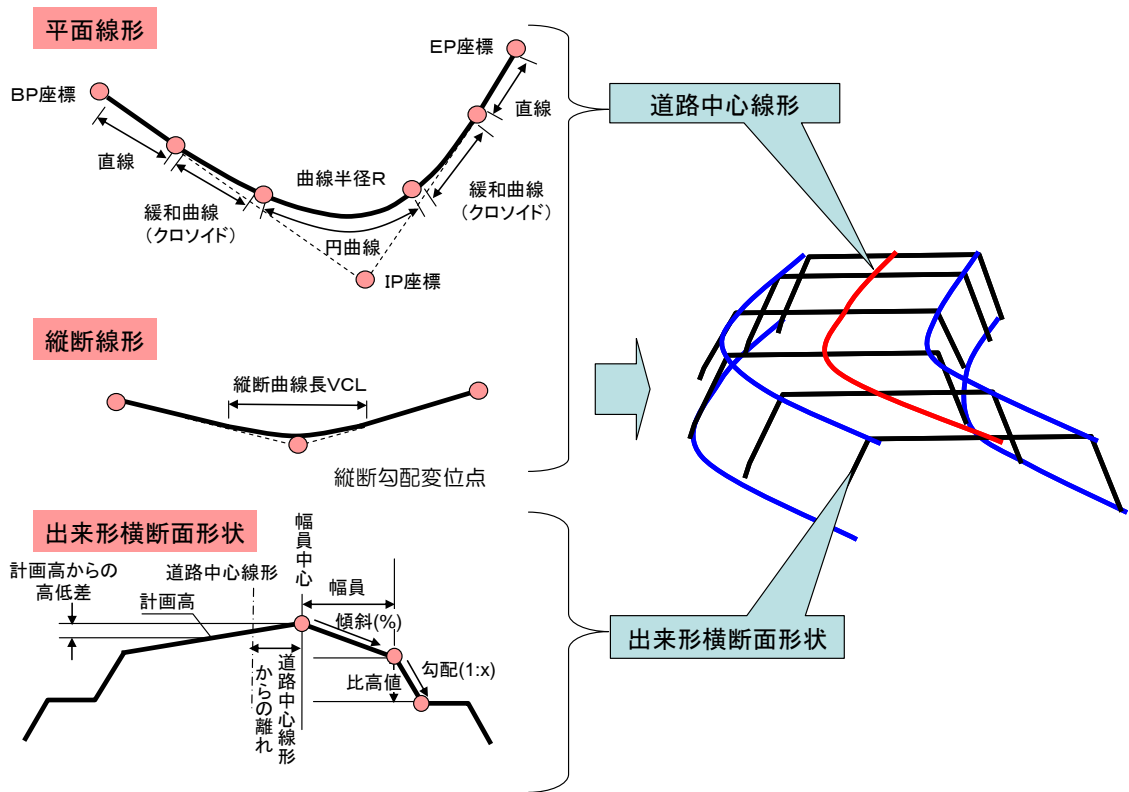 平面線形
BP座標
EP座標
直線
直線
緩和曲線
(クロソイド)
曲線半径R
緩和曲線
(クロソイド)
円曲線
IP座標
縦断線形
縦断曲線長VCL
縦断勾配変位点
出来形横断面形状
幅員中心
計画高からの
高低差
道路中心線形
計画高
幅員
傾斜(%)
勾配(1:x)
比高値
道路中心線形
からの離れ
道路中心線形
出来形横断面形状